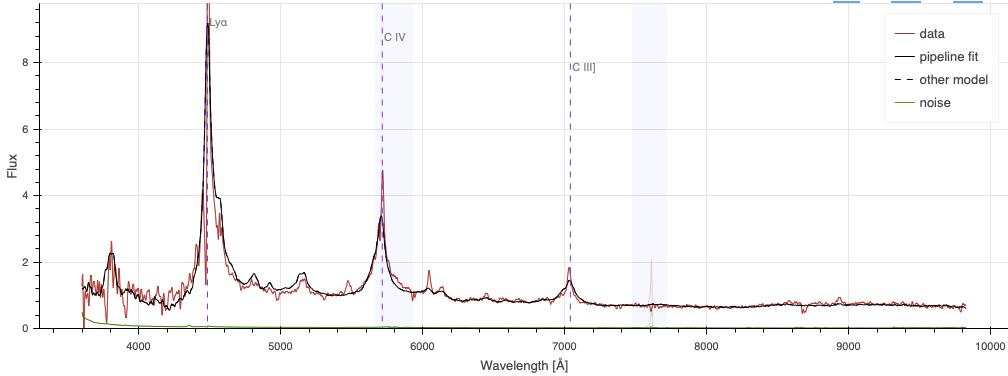 Lyα
C IV
C III]
data
pipeline fit
other model
noise
Flux
8
6
4
2
0
4000 5000 6000 7000 8000 9000 10000
Wavelength [Å]